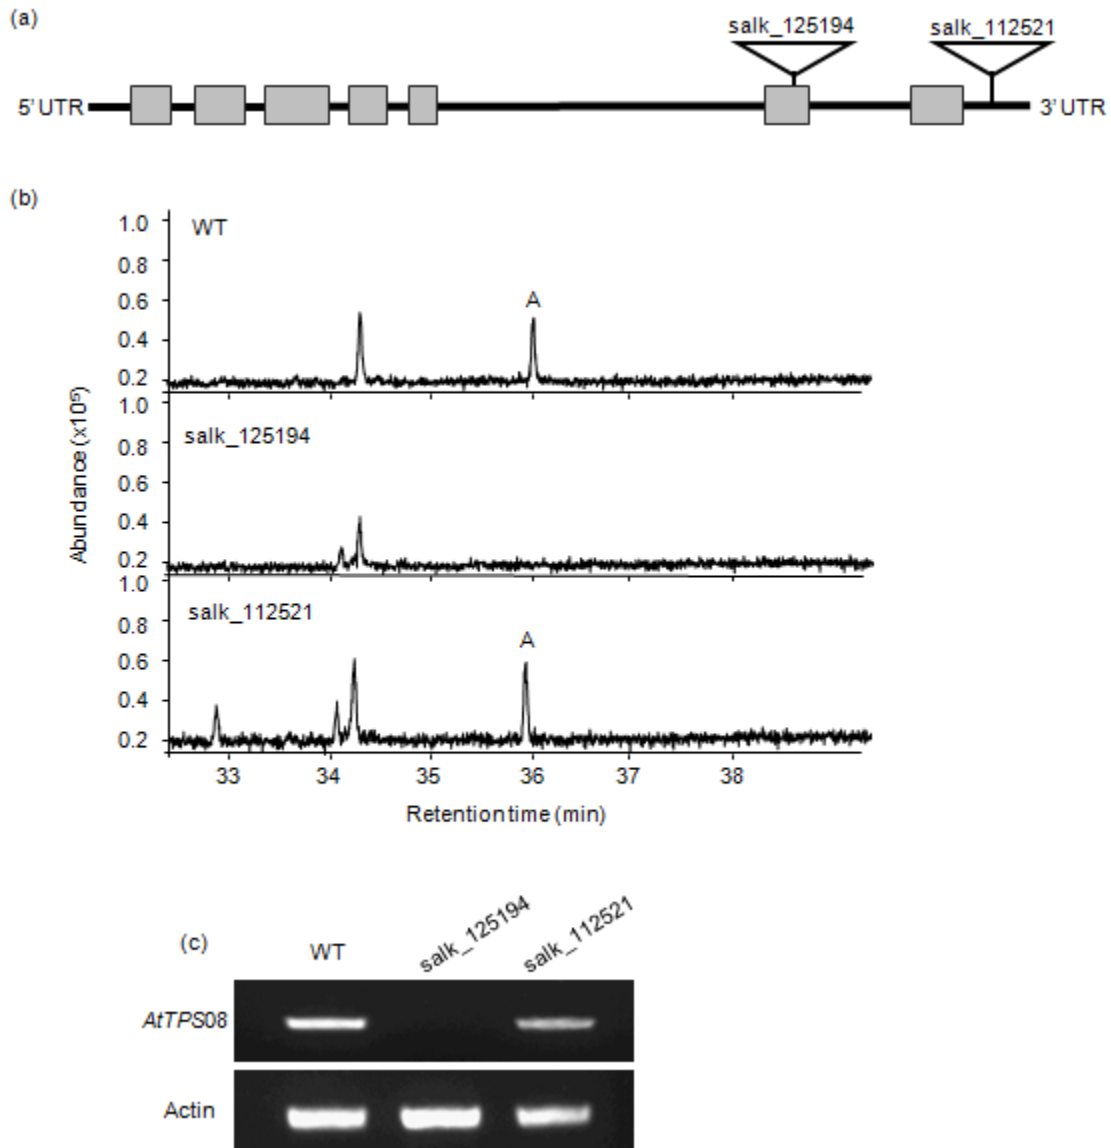 (a)
salk_125194
salk_112521
5' UTR
3' UTR
(b)
1.0
WT
0.8
A
0.6
0.4
0.2
1.0
salk_125194
0.8
0.6
0.4
0.2
1.0
salk_112521
0.8
A
0.6
0.4
0.2
Abundance (x10⁵)
33 34 35 36 37 38
Retention time (min)
(c)
WT
salk_125194
salk_112521
AtTPS08
Actin